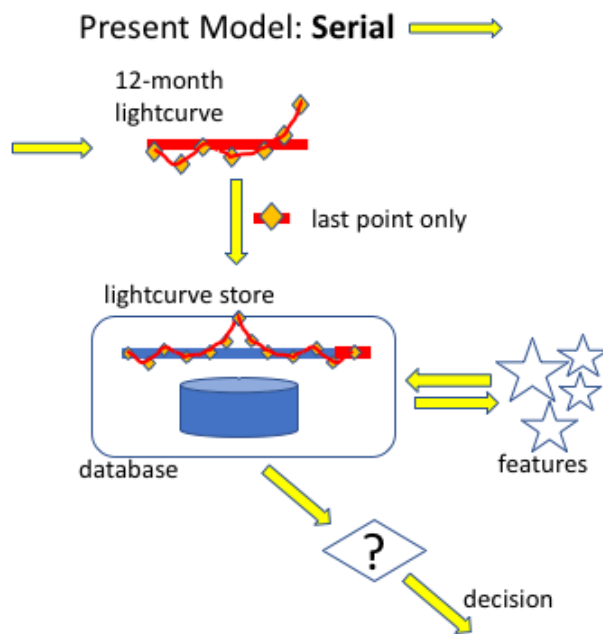 Present Model: Serial
12-month
lightcurve
last point only
lightcurve store
database
features
?
decision